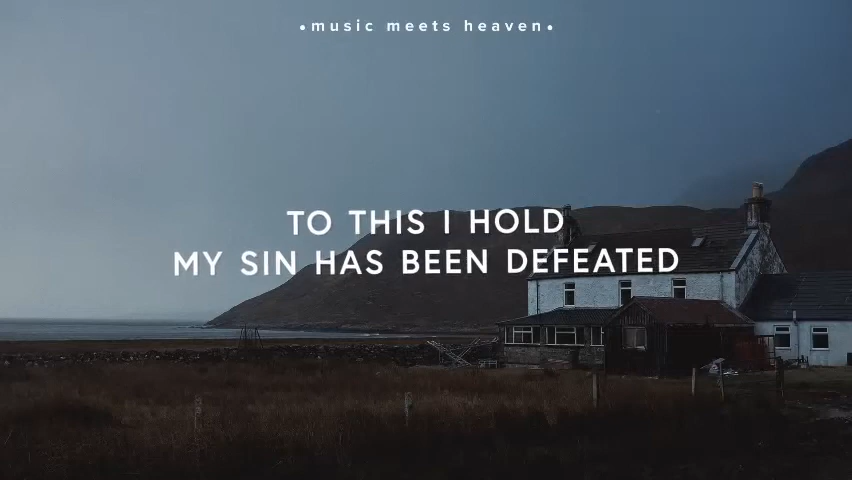 •music meets heaven•
TO THIS I HOLD
MY SIN HAS BEEN DEFEATED